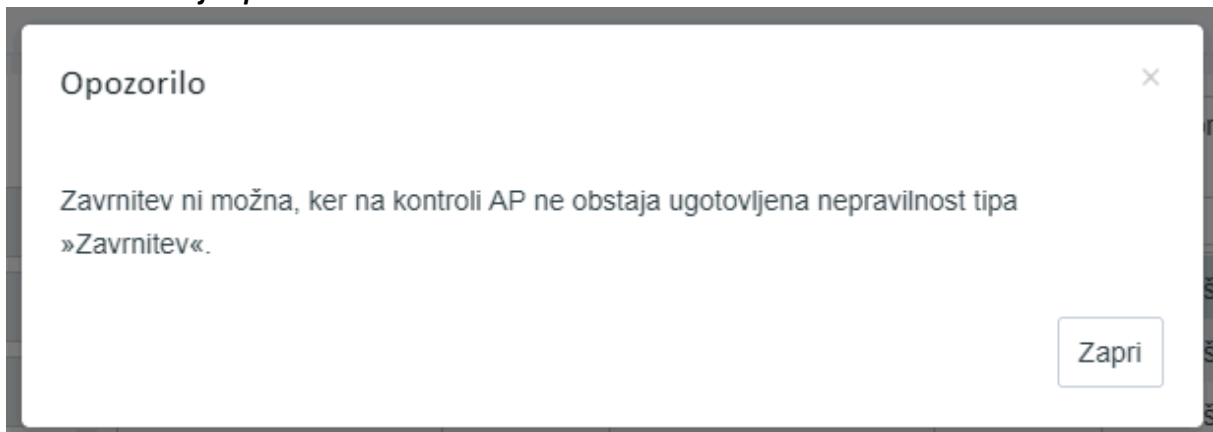 Opozorilo
Zavrnitev ni možna, ker na kontroli AP ne obstaja ugotovljena nepravilnost tipa
»Zavrnitev«.
Zapri